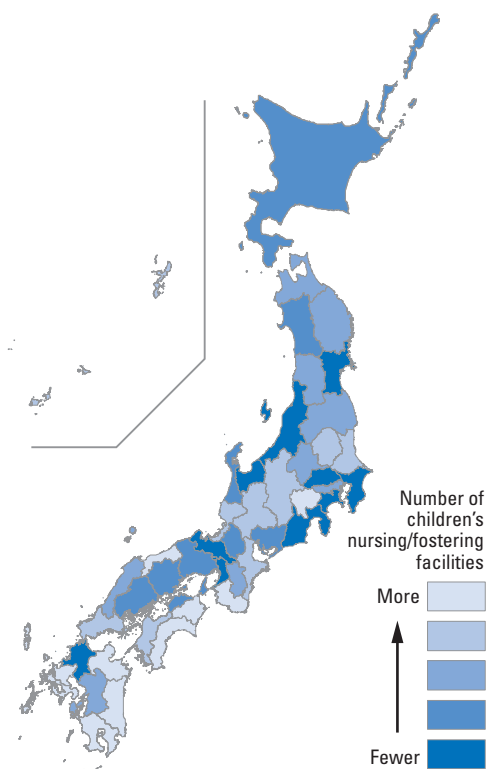 Number of
children's
nursing/fostering
facilities
More
Fewer